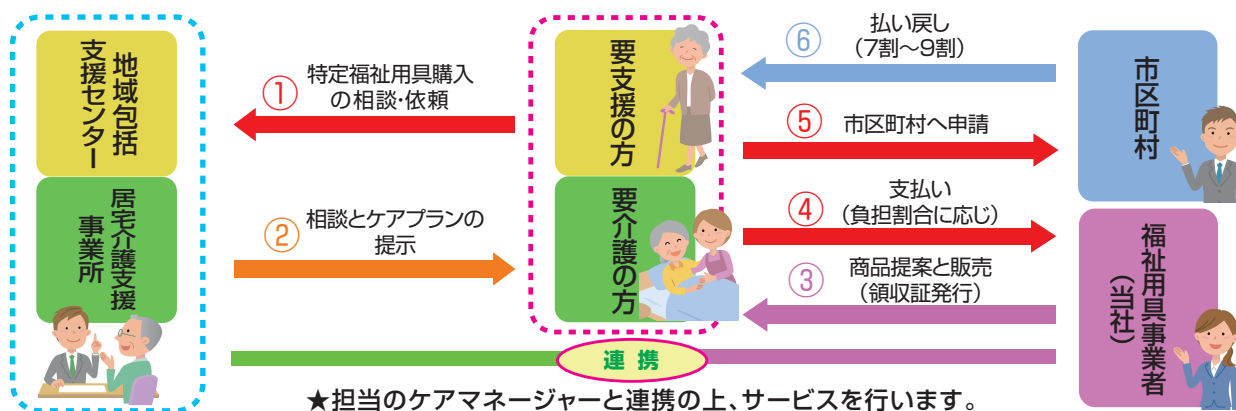 地域包括
支援センター
居宅介護支援
事業所
①
特定福祉用具購入
の相談・依頼
②
相談とケアプランの
提示
要支援の方
要介護の方
⑥
払い戻し
（7割～9割）
⑤
市区町村へ申請
④
支払い
（負担割合に応じ）
③
商品提案と販売
（領収証発行）
市区町村
福祉用具事業者
（当社）
連携
★担当のケアマネージャーと連携の上、サービスを行います。